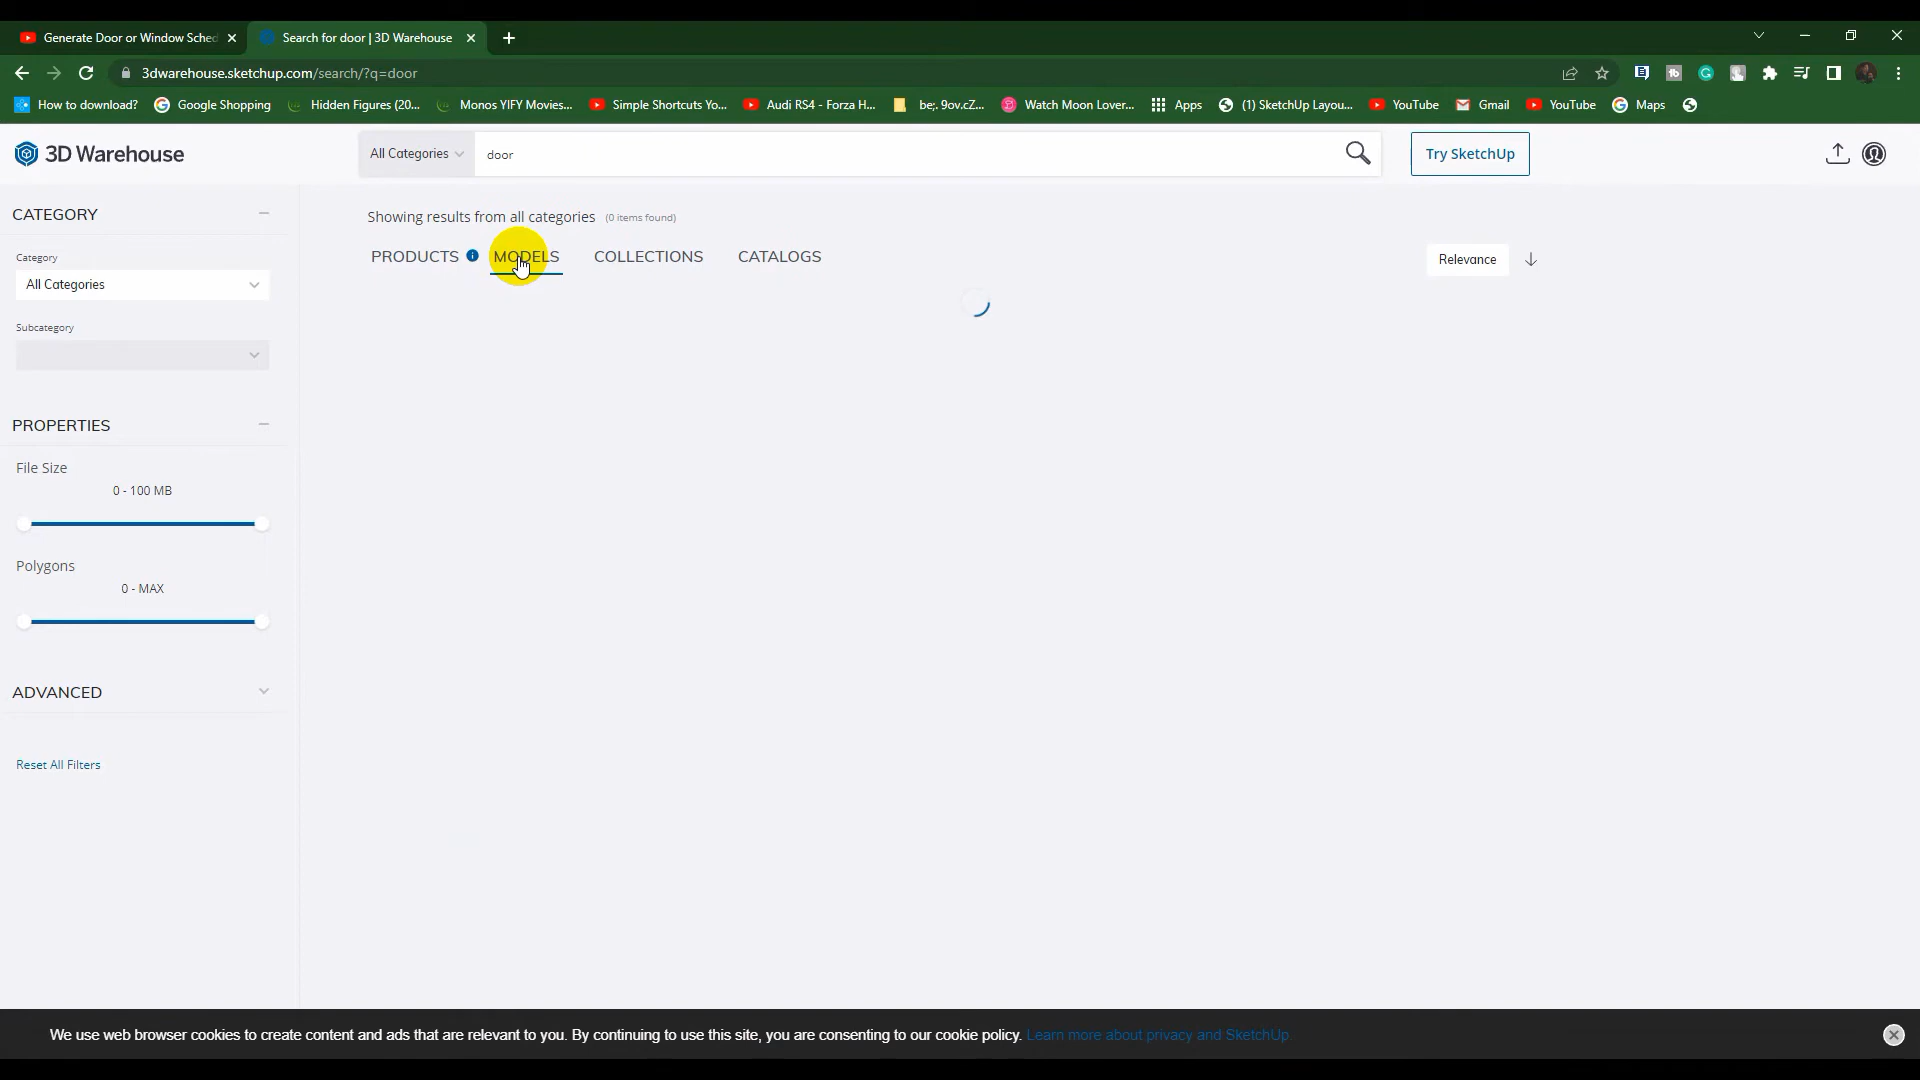 Generate Door or Window Sched
Search for door | 3D Warehouse
3dwarehouse.sketchup.com/search/?q=door
How to download?
Google Shopping
Hidden Figures (20...
Monos YIFY Movies...
Simple Shortcuts Yo...
Audi RS4 - Forza H...
be;. 9ov.cZ...
Watch Moon Lover...
Apps
(1) SketchUp Layou...
YouTube
Gmail
YouTube
Maps
3D Warehouse
All Categories
door
Try SketchUp
CATEGORY
Category
All Categories
Subcategory
PROPERTIES
File Size
0 - 100 MB
Polygons
0 - MAX
ADVANCED
Reset All Filters
Showing results from all categories (0 items found)
PRODUCTS MODELS COLLECTIONS CATALOGS
Relevance
We use web browser cookies to create content and ads that are relevant to you. By continuing to use this site, you are consenting to our cookie policy. Learn more about privacy and SketchUp.